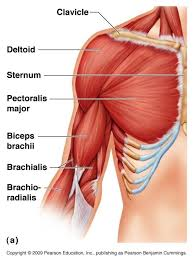 Clavicle
Deltoid
Sternum
Pectoralis
major
Biceps
brachii
Brachialis
Brachio-
radialis
(a)
Copyright © 2009 Pearson Education, Inc., publishing as Pearson Benjamin Cummings